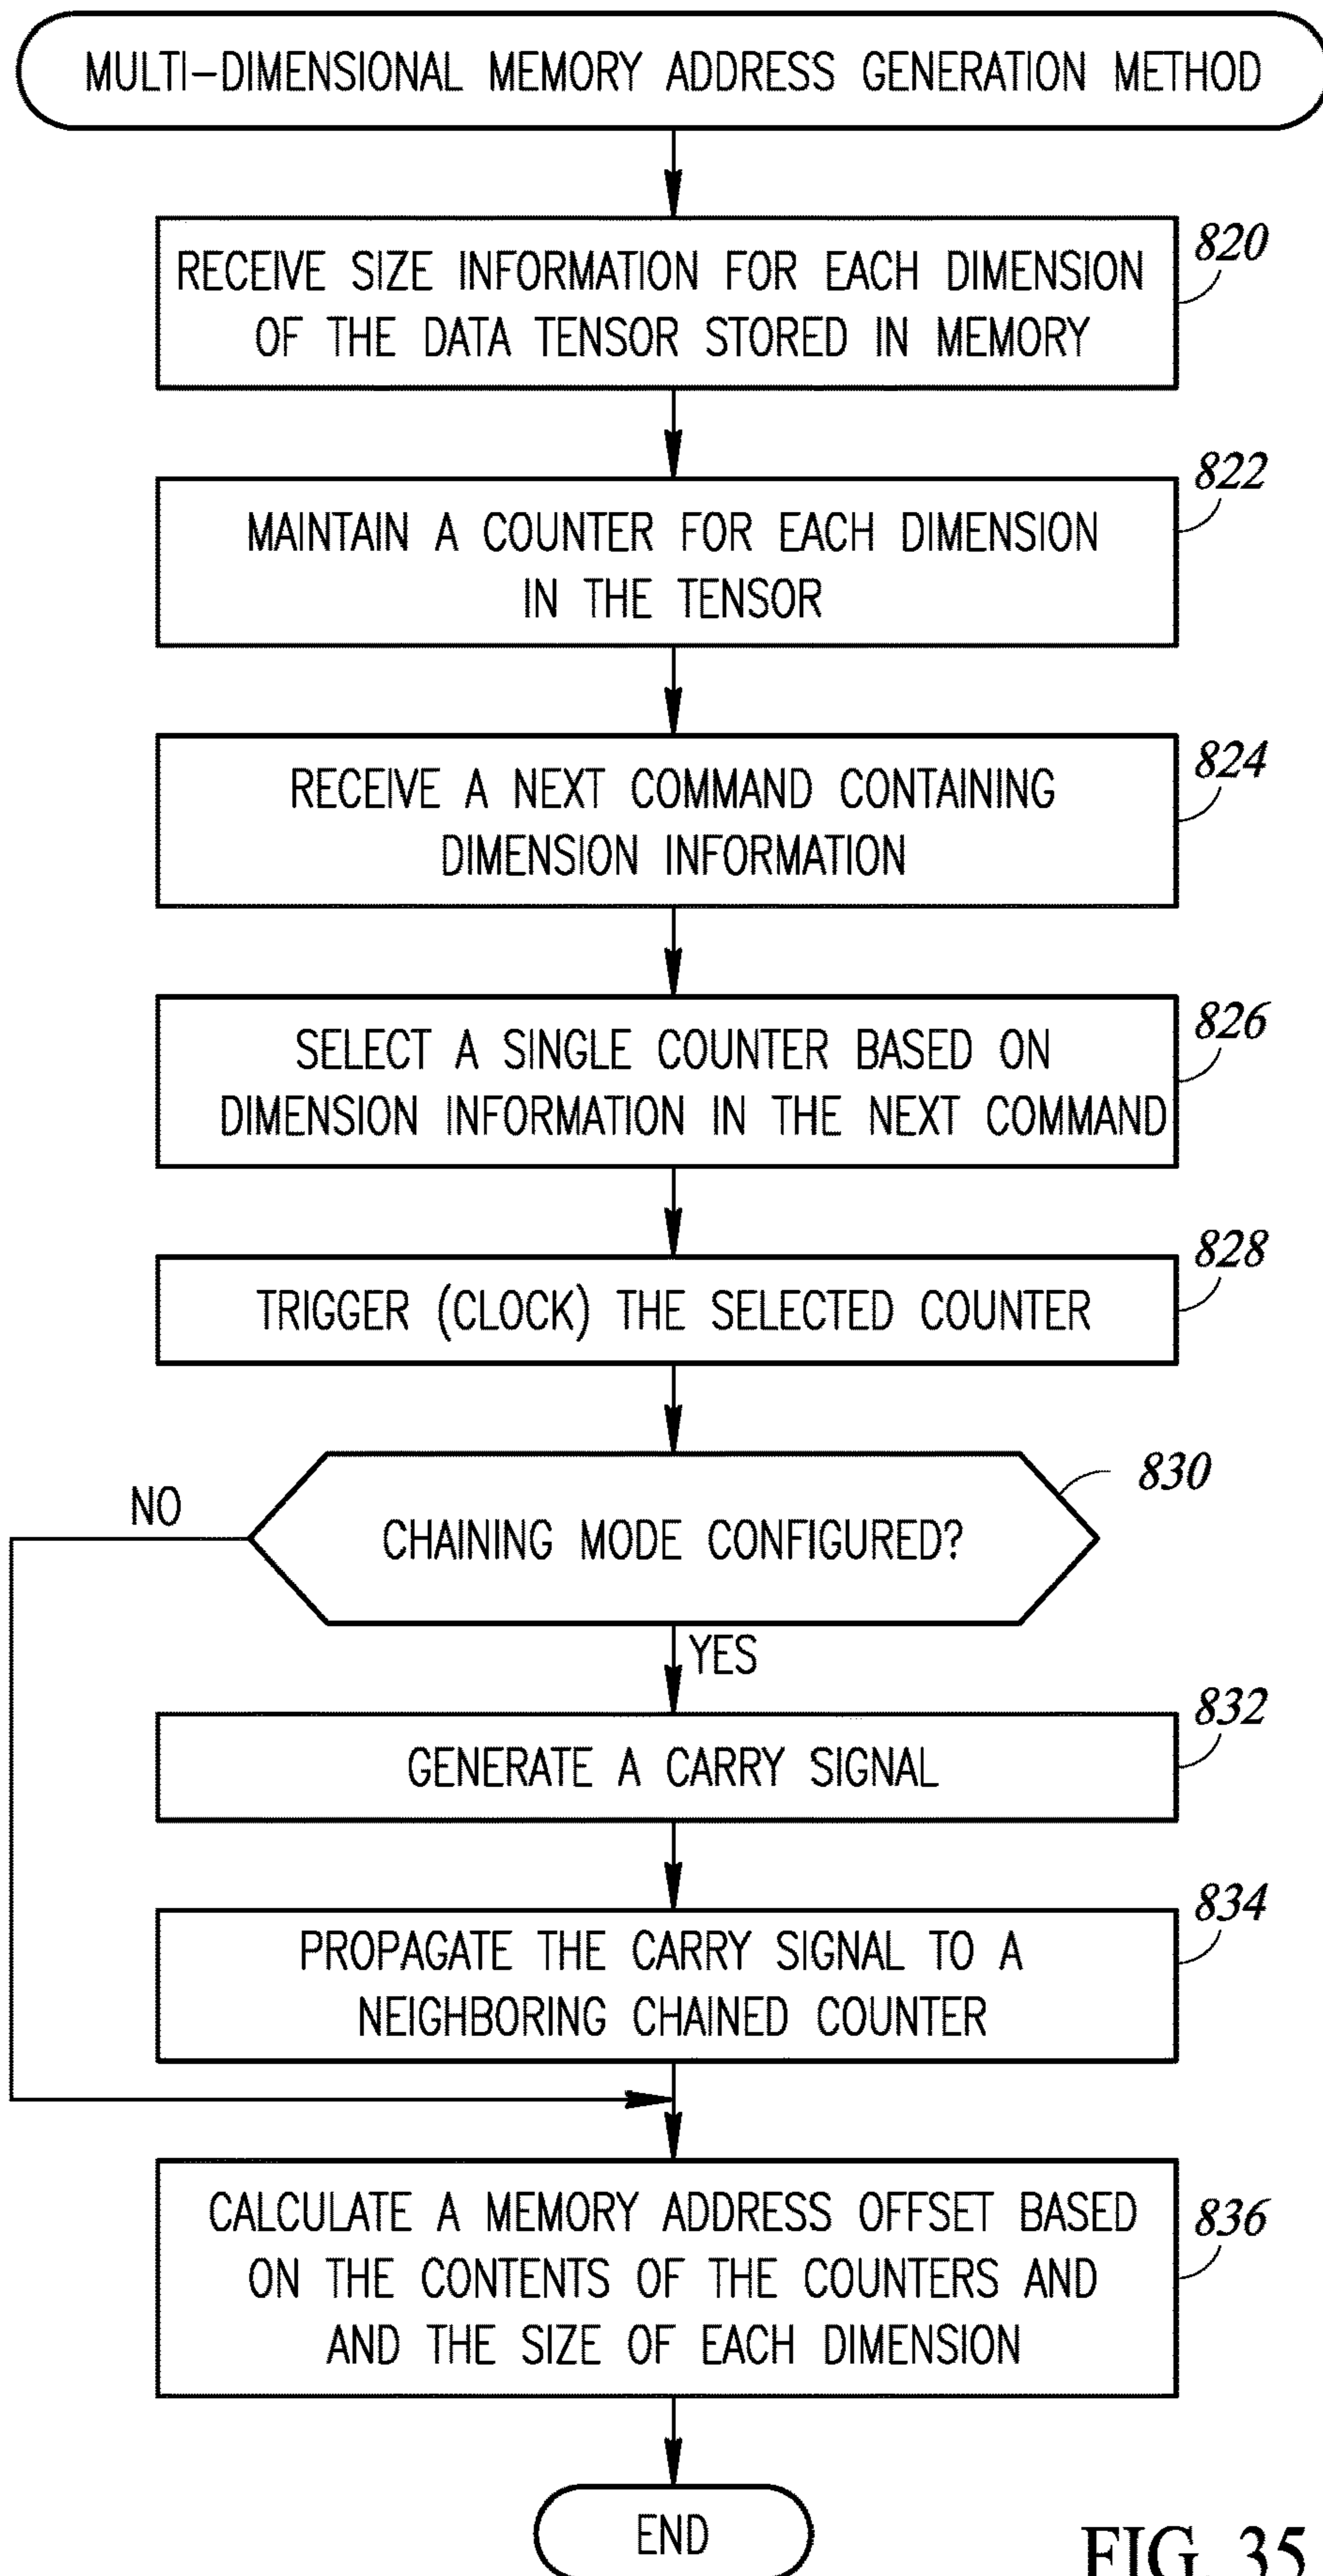 MULTI-DIMENSIONAL MEMORY ADDRESS GENERATION METHOD
820
RECEIVE SIZE INFORMATION FOR EACH DIMENSION
OF THE DATA TENSOR STORED IN MEMORY
822
MAINTAIN A COUNTER FOR EACH DIMENSION
IN THE TENSOR
824
RECEIVE A NEXT COMMAND CONTAINING
DIMENSION INFORMATION
826
SELECT A SINGLE COUNTER BASED ON
DIMENSION INFORMATION IN THE NEXT COMMAND
828
TRIGGER (CLOCK) THE SELECTED COUNTER
830
NO
CHAINING MODE CONFIGURED?
YES
832
GENERATE A CARRY SIGNAL
834
PROPAGATE THE CARRY SIGNAL TO A
NEIGHBORING CHAINED COUNTER
836
CALCULATE A MEMORY ADDRESS OFFSET BASED
ON THE CONTENTS OF THE COUNTERS AND
AND THE SIZE OF EACH DIMENSION
END
FIG. 35